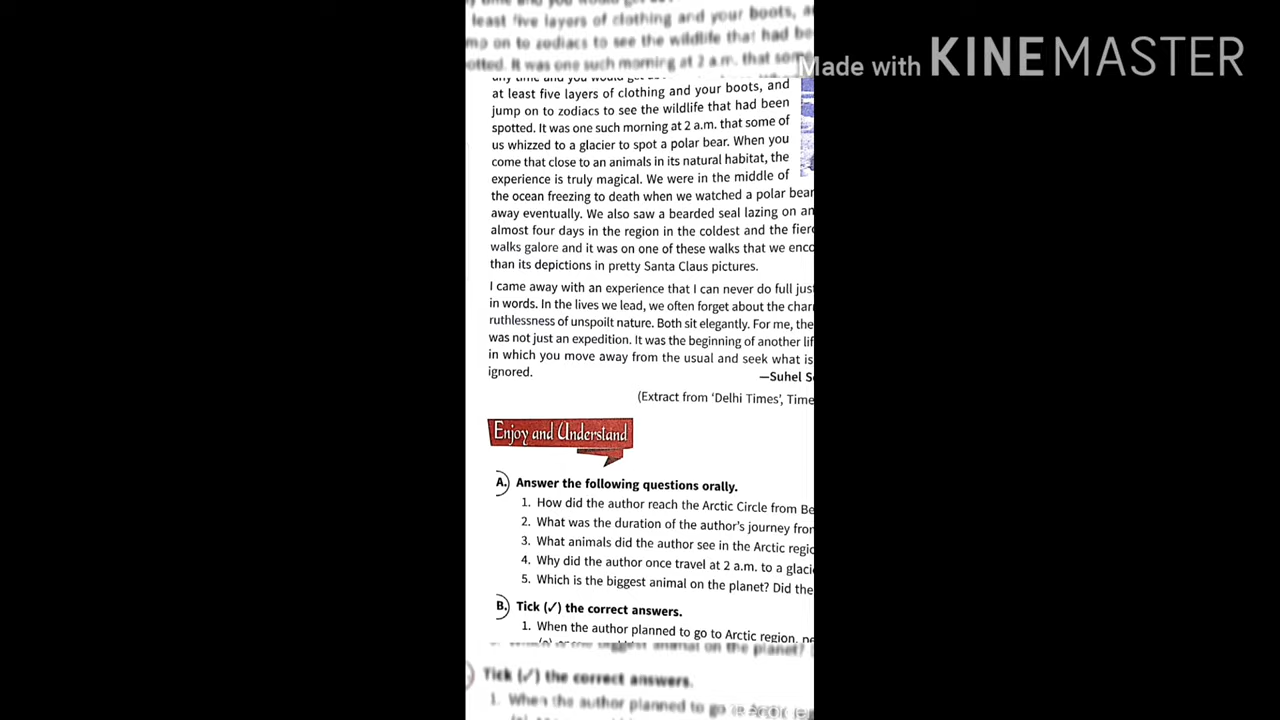 least five layers of clothing and your boots, a
mp on to zodiacs to see the wildlife that had be
otted. It was one such morning at 2 a.m. that som
Made with KINEMASTER
any time and you would get
at least five layers of clothing and your boots, and
jump on to zodiacs to see the wildlife that had been
spotted. It was one such morning at 2 a.m. that some of
us whizzed to a glacier to spot a polar bear. When you
come that close to an animals in its natural habitat, the
experience is truly magical. We were in the middle of
the ocean freezing to death when we watched a polar bear
away eventually. We also saw a bearded seal lazing on an
almost four days in the region in the coldest and the fierc
walks galore and it was on one of these walks that we enco
than its depictions in pretty Santa Claus pictures.
I came away with an experience that I can never do full just
in words. In the lives we lead, we often forget about the char
ruthlessness of unspoilt nature. Both sit elegantly. For me, the
was not just an expedition. It was the beginning of another lif
in which you move away from the usual and seek what is
ignored.
—Suhel S
(Extract from ‘Delhi Times’, Time
Enjoy and Understand
A. Answer the following questions orally.
1. How did the author reach the Arctic Circle from Be
2. What was the duration of the author's journey from
3. What animals did the author see in the Arctic regio
4. Why did the author once travel at 2 a.m. to a glaci
5. Which is the biggest animal on the planet? Did the
B. Tick (✓) the correct answers.
1. When the author planned to go to Arctic region, ne
animal on the planet?
Tick (✓) the correct answers.
1. When the author planned to go